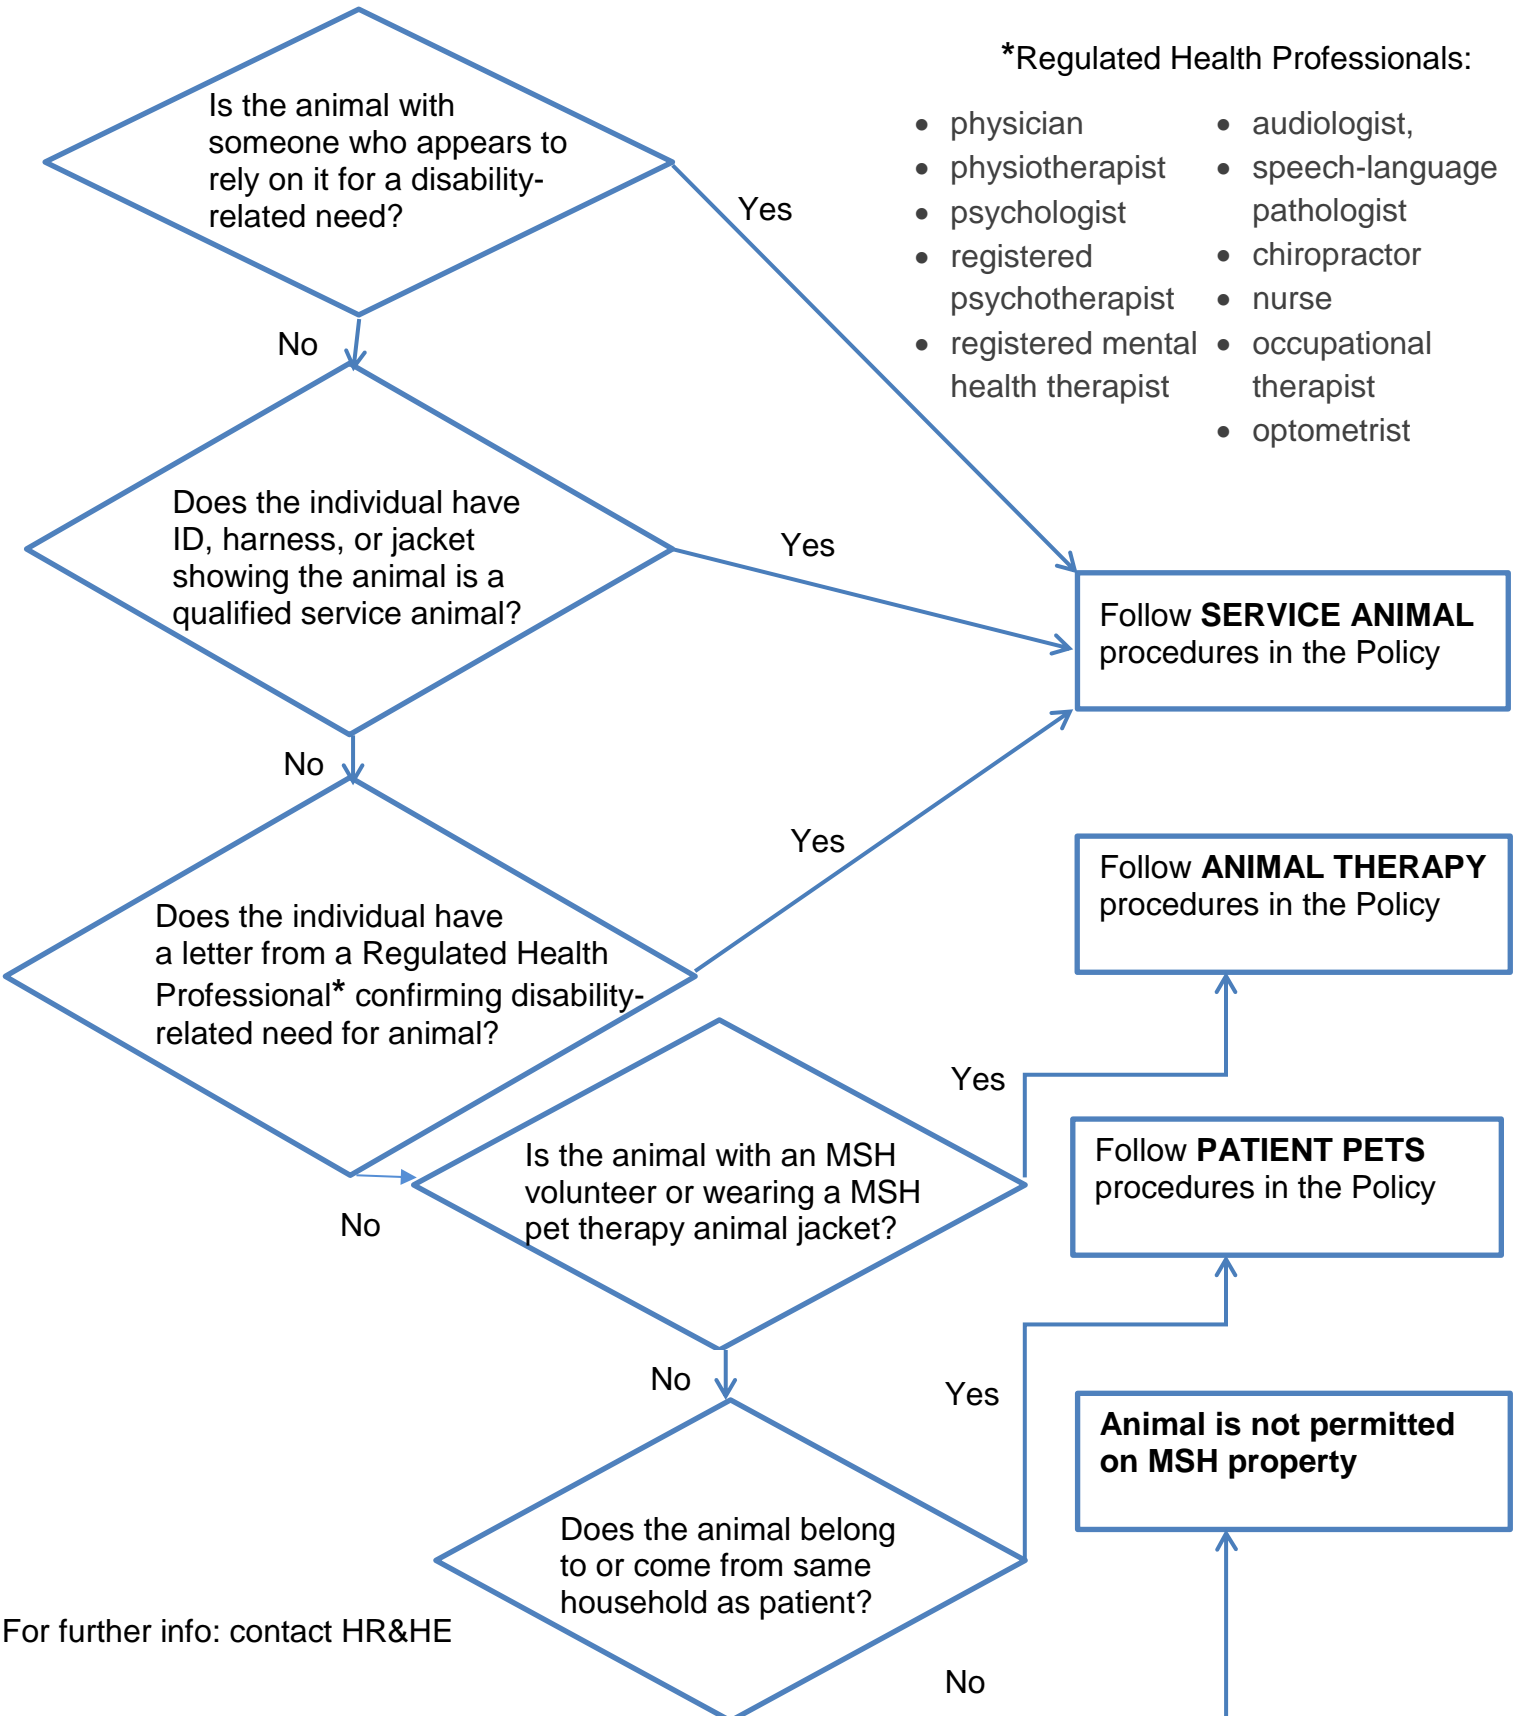 *Regulated Health Professionals:
• physician
• physiotherapist
• psychologist
• registered
psychotherapist
• registered mental
health therapist
• audiologist,
• speech-language
pathologist
• chiropractor
• nurse
• occupational
therapist
• optometrist
Is the animal with
someone who appears to
rely on it for a disability-
related need?
Yes
No
Does the individual have
ID, harness, or jacket
showing the animal is a
qualified service animal?
Yes
Follow SERVICE ANIMAL
procedures in the Policy
No
Does the individual have
a letter from a Regulated Health
Professional* confirming disability-
related need for animal?
Yes
No
Is the animal with an MSH
volunteer or wearing a MSH
pet therapy animal jacket?
Yes
Follow ANIMAL THERAPY
procedures in the Policy
No
Does the animal belong
to or come from same
household as patient?
Yes
Follow PATIENT PETS
procedures in the Policy
No
Animal is not permitted
on MSH property
For further info: contact HR&HE